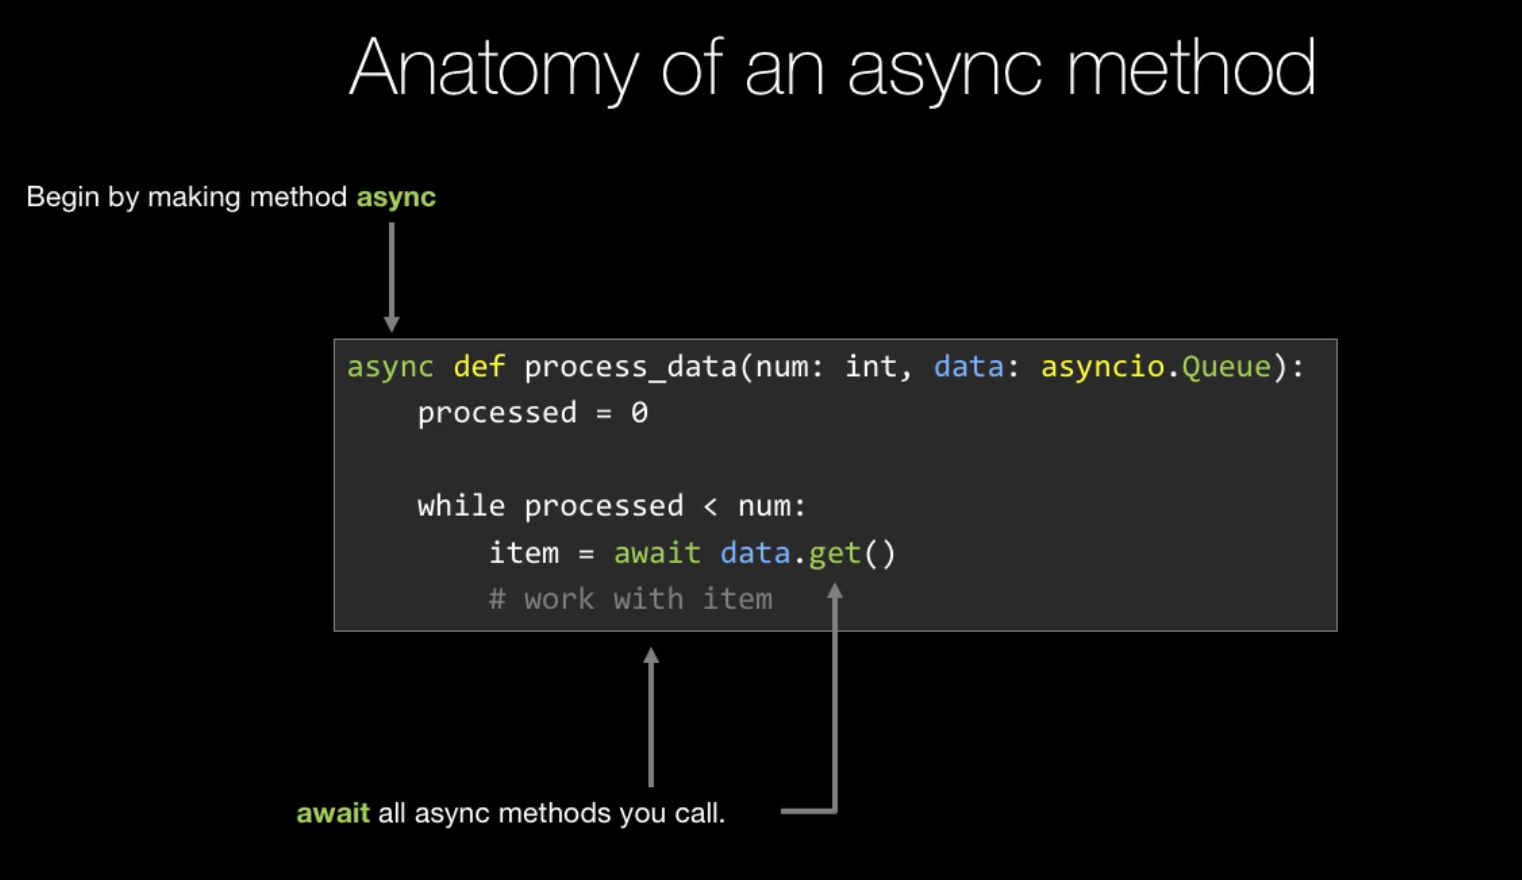 Anatomy of an async method
Begin by making method async
async def process_data(num: int, data: asyncio.Queue):
    processed = 0
    while processed < num:
        item = await data.get()
        # work with item
await all async methods you call.